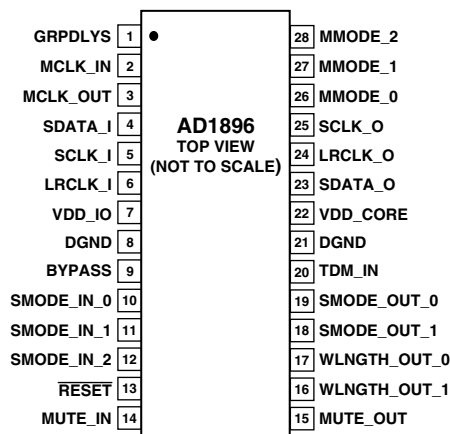 GRPDLYS 1 28 MMODE_2
MCLK_IN 2 27 MMODE_1
MCLK_OUT 3 26 MMODE_0
SDATA_I 4 AD1896 25 SCLK_O
SCLK_I 5 TOP VIEW 24 LRCLK_O
LRCLK_I 6 (NOT TO SCALE) 23 SDATA_O
VDD_IO 7 22 VDD_CORE
DGND 8 21 DGND
BYPASS 9 20 TDM_IN
SMODE_IN_0 10 19 SMODE_OUT_0
SMODE_IN_1 11 18 SMODE_OUT_1
SMODE_IN_2 12 17 WLNGTH_OUT_0
RESET 13 16 WLNGTH_OUT_1
MUTE_IN 14 15 MUTE_OUT